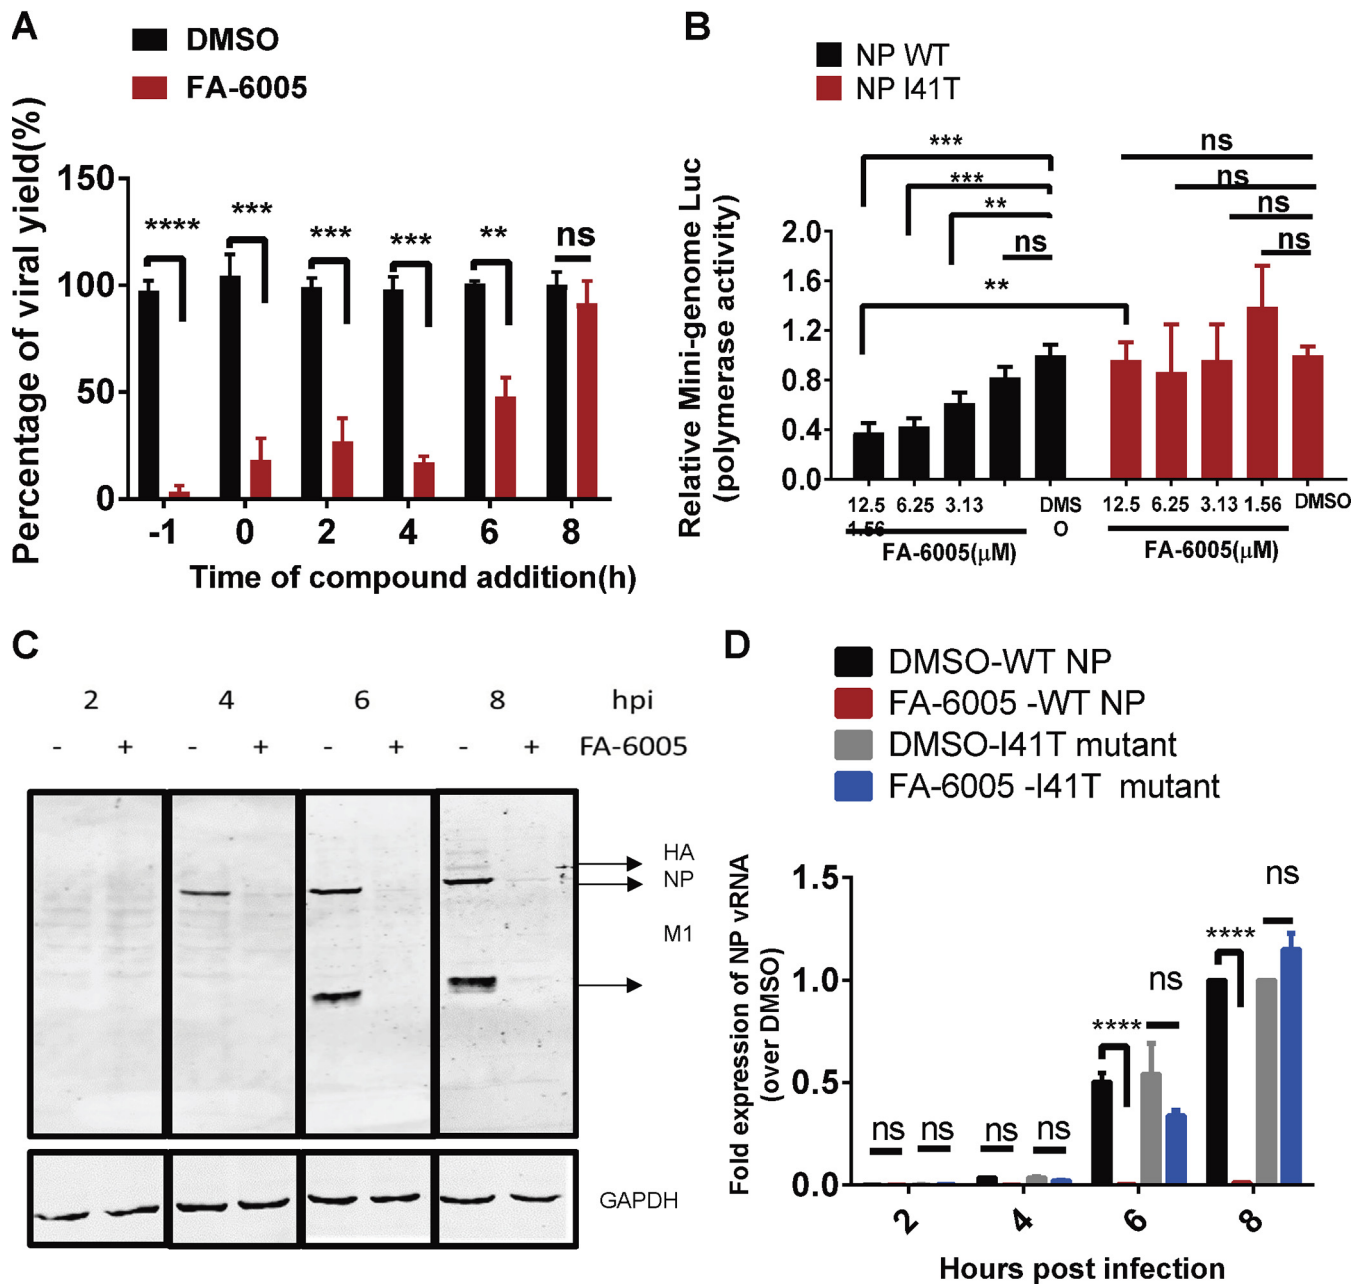 A
DMSO
FA-6005
Percentage of viral yield(%)
150
100
50
0
****
***
***
***
**
ns
-1 0 2 4 6 8
Time of compound addition(h)
B
NP WT
NP I41T
Relative Mini-genome Luc
(polymerase activity)
2.0
1.6
1.2
0.8
0.4
0.0
***
***
**
ns
**
ns
ns
ns
ns
12.5 6.25 3.13 DMS
1.56 O
FA-6005(μM)
12.5 6.25 3.13 1.56 DMSO
FA-6005(μM)
C
2 4 6 8 hpi
- + - + - + - + FA-6005
HA
NP
M1
GAPDH
D
DMSO-WT NP
FA-6005 -WT NP
DMSO-I41T mutant
FA-6005 -I41T mutant
Fold expression of NP vRNA
(over DMSO)
1.5
1.0
0.5
0.0
ns ns ns ns **** ns **** ns
2 4 6 8
Hours post infection